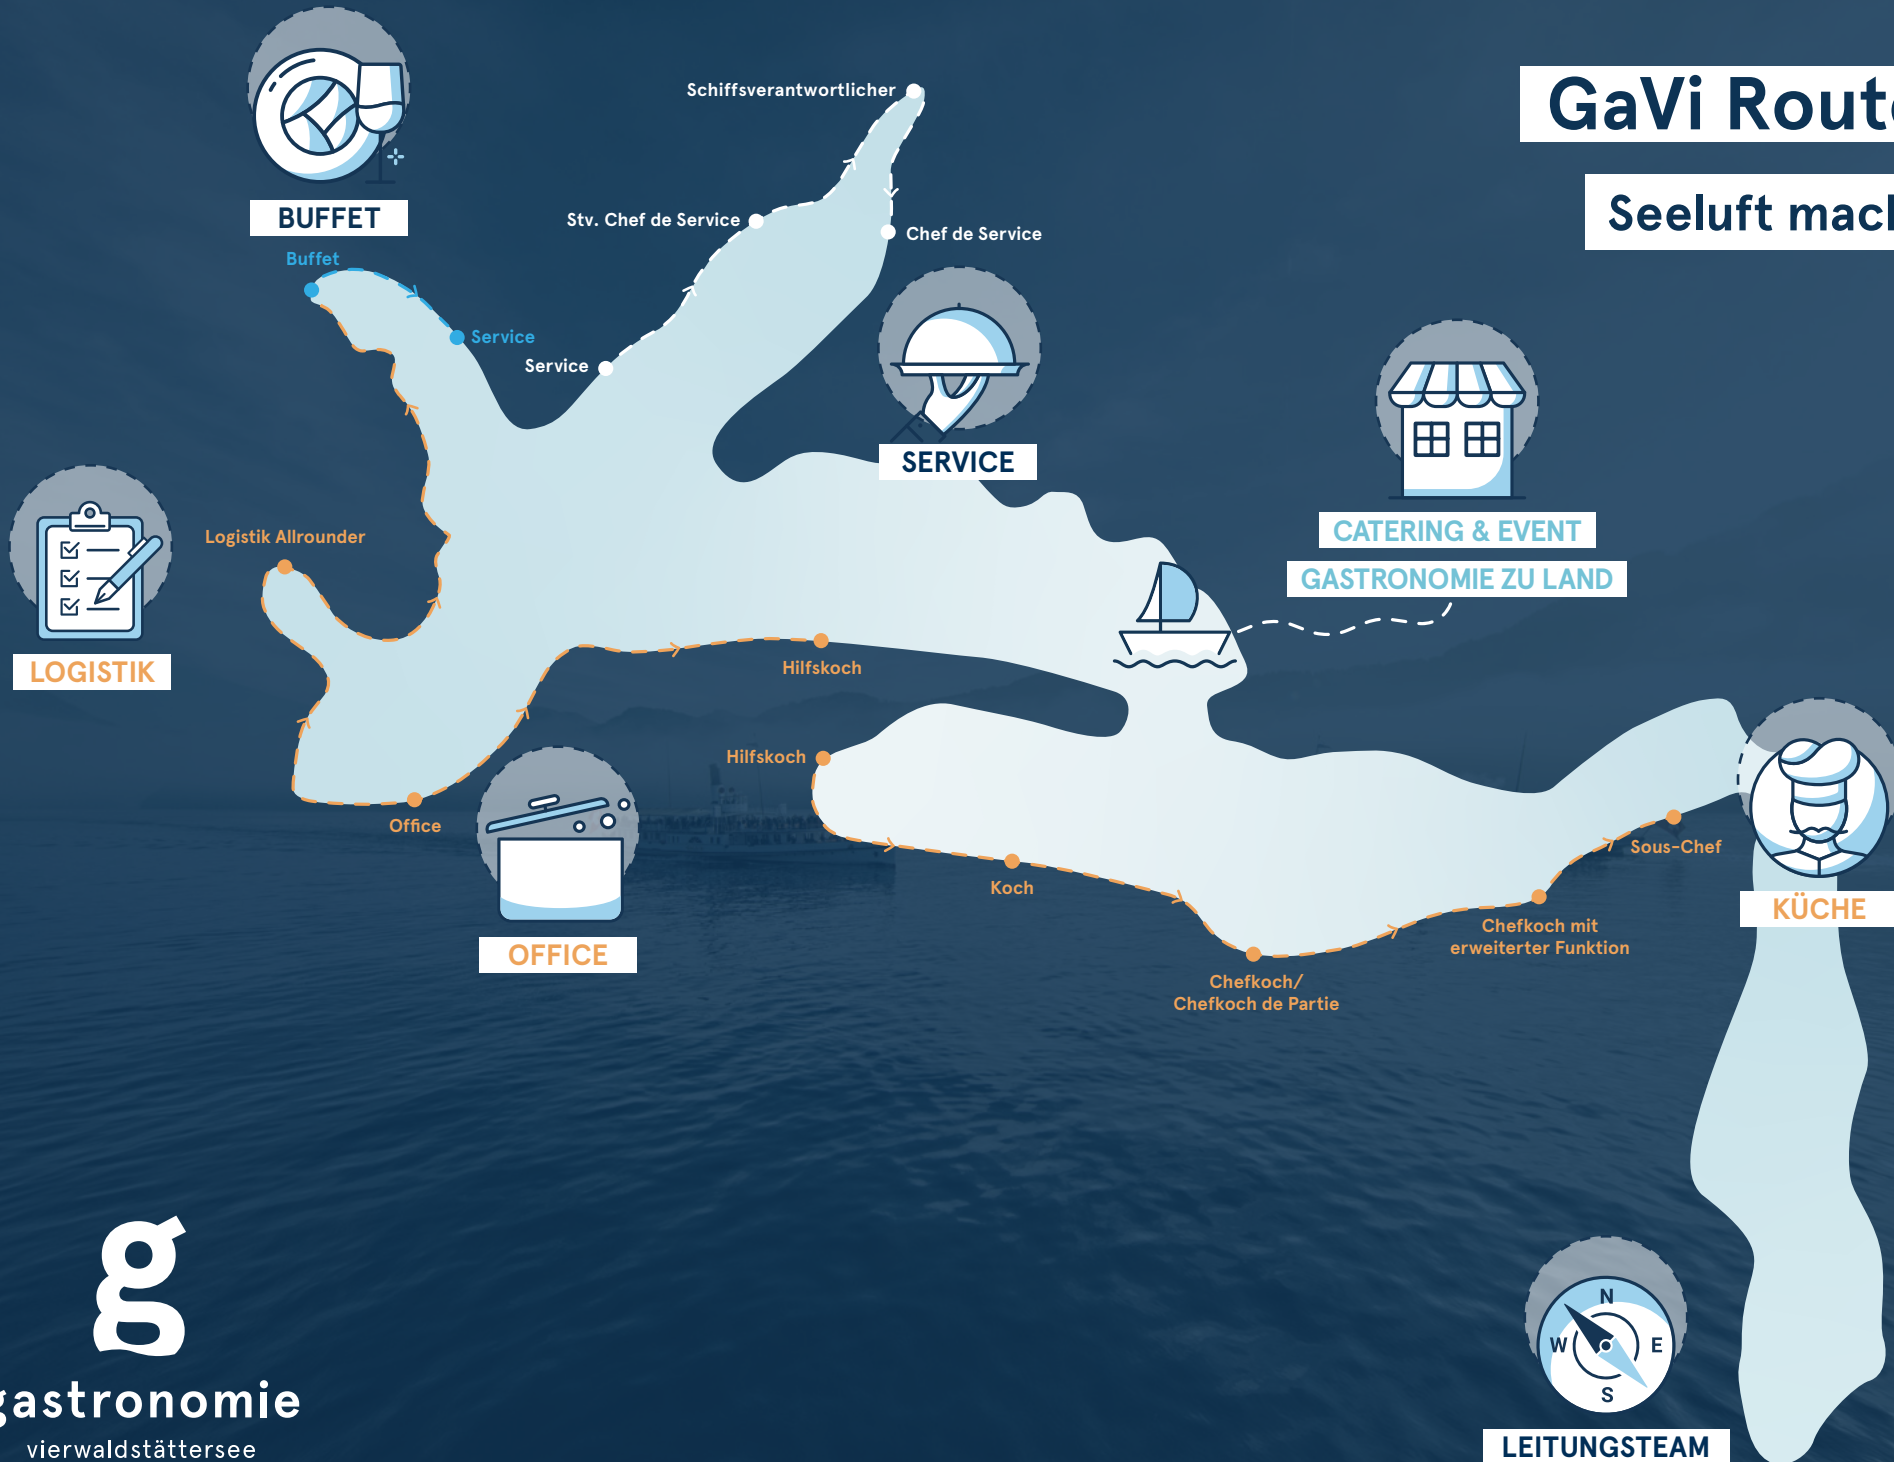 GaVi Route
Seeluft macl
Schiffsverantwortlicher
Stv. Chef de Service
Chef de Service
BUFFET
Buffet
Service
Service
SERVICE
CATERING & EVENT
GASTRONOMIE ZU LAND
Logistik Allrounder
LOGISTIK
Hilfskoch
Hilfskoch
Office
OFFICE
Koch
Sous-Chef
KÜCHE
Chefkoch mit
erweiterter Funktion
Chefkoch/
Chefkoch de Partie
N
W
E
S
LEITUNGSTEAM
g
gastronomie
vierwaldstättersee